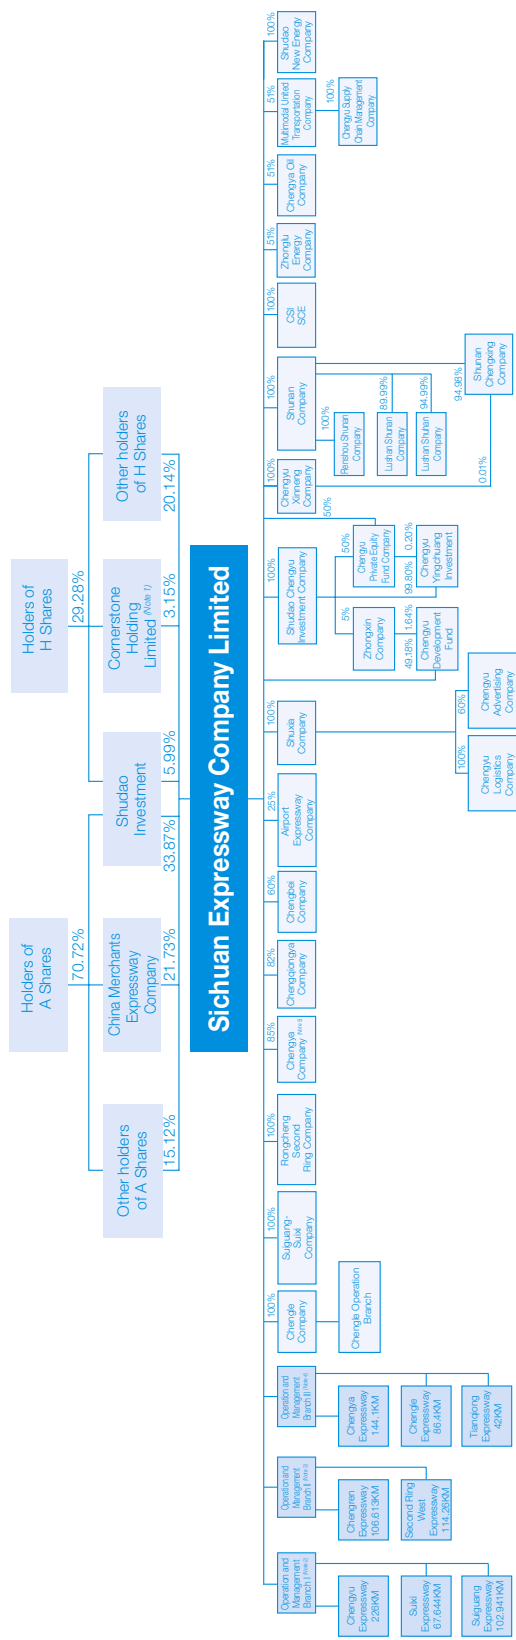 Holders of
A Shares
Holders of
H Shares
70.72%
29.28%
Other holders
of A Shares
China Merchants
Expressway
Company
Shudao
Investment
Cornerstone
Holding
Limited (Note 1)
Other holders
of H Shares
15.12%
21.73%
33.87%
5.99%
3.15%
20.14%
Sichuan Expressway Company Limited
100%
100%
100%
85%
82%
60%
25%
100%
100%
100%
100%
100%
51%
51%
51%
100%
Operation and
Management
Branch I (Note 2)
Operation and
Management
Branch II (Note 3)
Operation and
Management
Branch III (Note 4)
Chengle
Company
Suiguang-
Suixi
Company
Rongcheng
Second
Ring Company
Chengya
Company
Chengqiongya
Company
Chengbei
Company
Airport
Expressway
Company
Shuxia
Company
Shudao Chengyu
Investment Company
Chengyu
Xinneng
Company
Shunan
Company
CSI
SCE
Zhonglu
Energy
Company
Chengya Oil
Company
Multimodal United
Transportation
Company
Shudao
New Energy
Company
Chengyu
Expressway
226KM
Suixi
Expressway
67.644KM
Suiguang
Expressway
102.941KM
Chengren
Expressway
106.613KM
Second Ring
West
Expressway
114.26KM
Chengya
Expressway
144.1KM
Chengle
Expressway
86.4KM
Tianqiong
Expressway
42KM
Chengle Operation
Branch
100%
Chengyu
Logistics
Company
60%
Chengyu
Advertising
Company
5%
Zhongxin
Company
49.18%
1.64%
Chengyu
Development
Fund
50%
50%
Chengyu
Private Equity
Fund Company
99.80%
0.20%
Chengyu
Yingchuang
Investment
100%
Renshou Shunan
Company
89.99%
Lushan Shunan
Company
94.99%
Lushan Shuhan
Company
0.01%
94.98%
Shunan
Chengxing
Company
100%
Chengyu Supply
Chain Management
Company